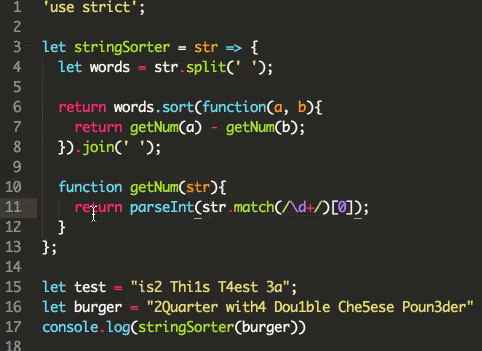 1 'use strict';
2
3 let stringSorter = str => {
4 let words = str.split(' ');
5
6 return words.sort(function(a, b){
7 return getNum(a) - getNum(b);
8 }).join(' ');
9
10 function getNum(str){
11 return parseInt(str.match(/\d+/)[0]);
12 }
13 };
14
15 let test = "is2 Thi1s T4est 3a";
16 let burger = "2Quarter with4 Dou1ble Che5ese Poun3der"
17 console.log(stringSorter(burger))
18